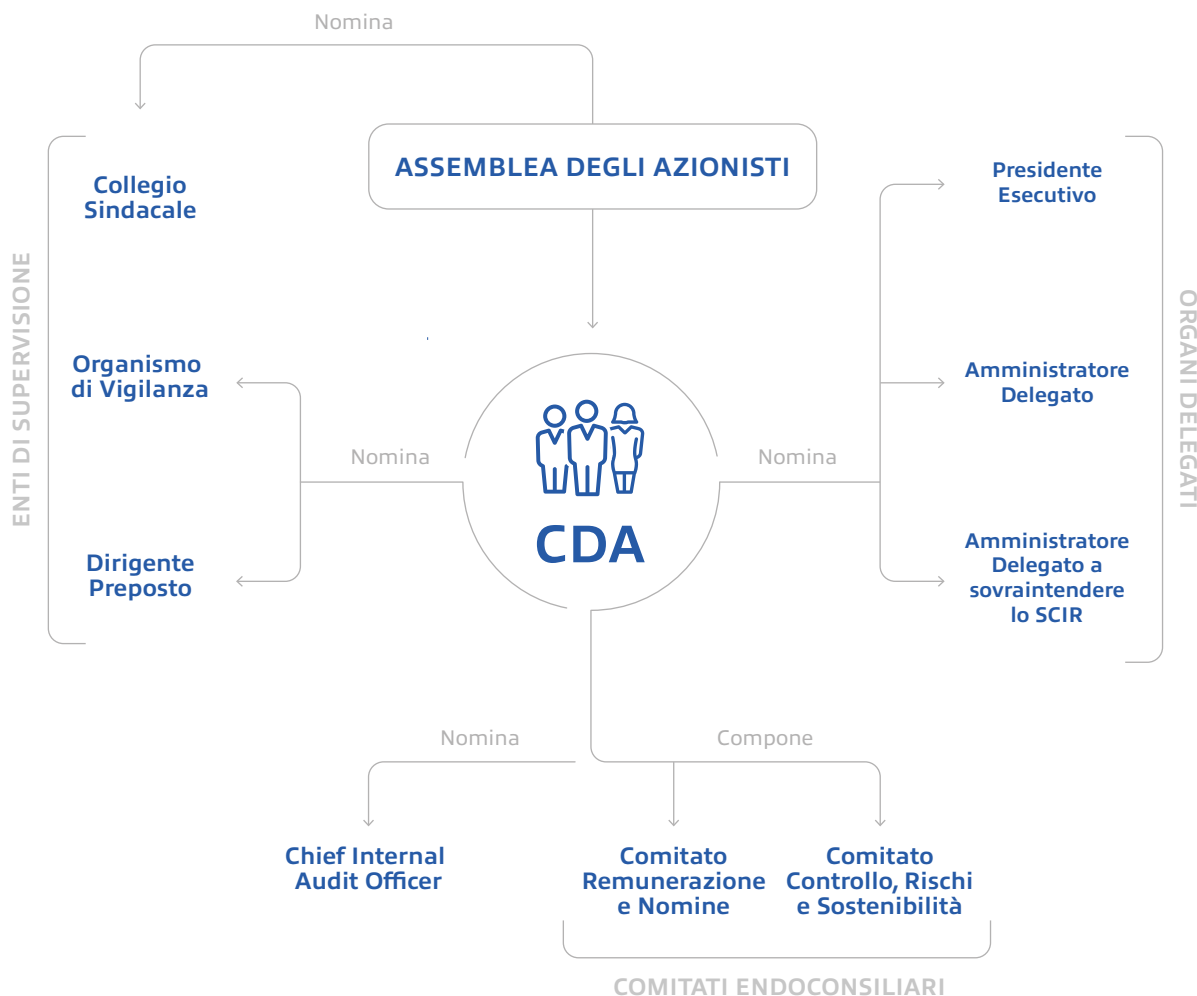 Nomina
ASSEMBLEA DEGLI AZIONISTI
ENTI DI SUPERVISIONE
Collegio
Sindacale
Organismo
di Vigilanza
Dirigente
Preposto
Nomina
CDA
Nomina
Presidente
Esecutivo
Amministratore
Delegato
Amministratore
Delegato a
sovraintendere
lo SCIR
ORGANI DELEGATI
Nomina
Compone
Chief Internal
Audit Officer
Comitato
Remunerazione
e Nomine
Comitato
Controllo, Rischi
e Sostenibilità
COMITATI ENDOCONSILIARI